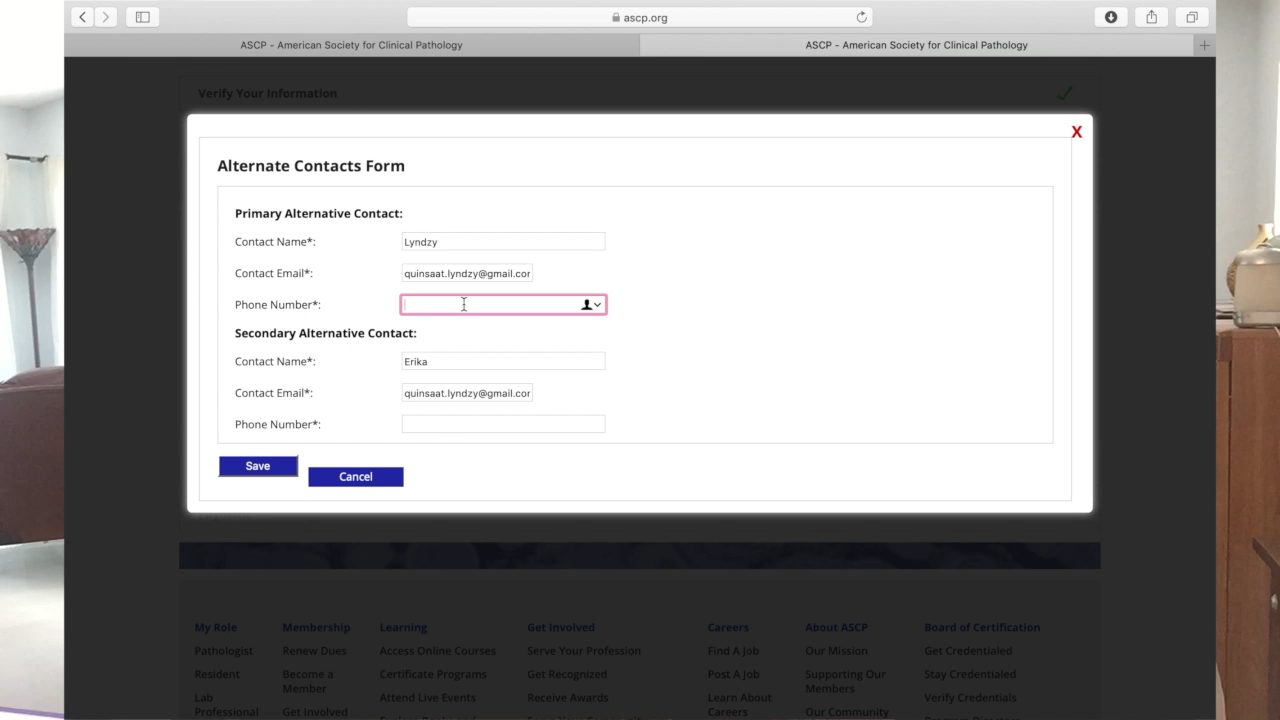 ascp.org
ASCP - American Society for Clinical Pathology
ASCP - American Society for Clinical Pathology
Verify Your Information
X
Alternate Contacts Form
Primary Alternative Contact:
Contact Name*: Lyndzy
Contact Email*: quinsaat.lyndzy@gmail.cor
Phone Number*:
Secondary Alternative Contact:
Contact Name*: Erika
Contact Email*: quinsaat.lyndzy@gmail.cor
Phone Number*:
Save
Cancel
My Role Membership Learning Get Involved Careers About ASCP Board of Certification
Pathologist Renew Dues Access Online Courses Serve Your Profession Find A Job Our Mission Get Credentialed
Resident Become a Certificate Programs Get Recognized Post A Job Supporting Our Stay Credentialed
Member Members
Lab Attend Live Events Receive Awards Learn About Verify Credentials
Professional Get Involved Careers Our Community